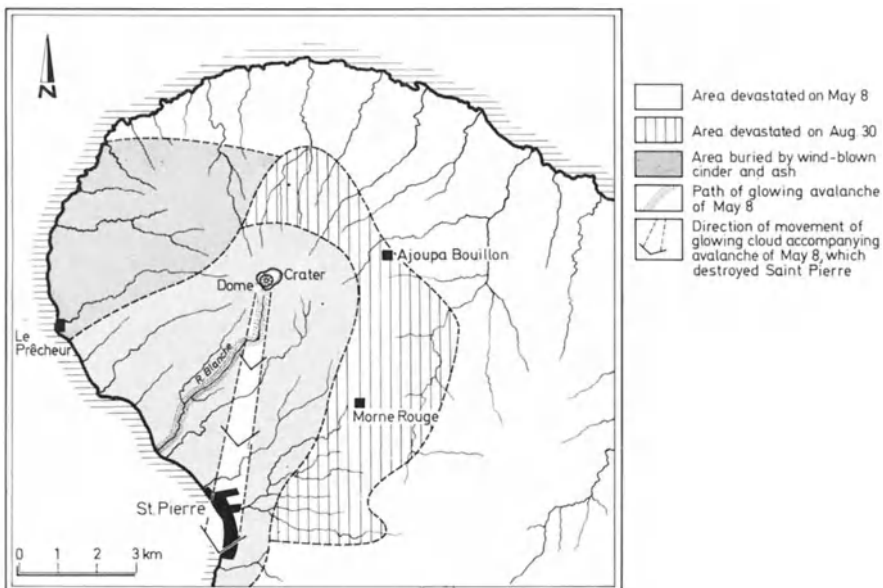 N
Ajoupa Bouillon
Crater
Dome
Le
Prêcheur
R. Blanche
Morne Rouge
St. Pierre
0 1 2 3 km
Area devastated on May 8
Area devastated on Aug. 30
Area buried by wind-blown
cinder and ash
Path of glowing avalanche
of May 8
Direction of movement of
glowing cloud accompanying
avalanche of May 8, which
destroyed Saint Pierre